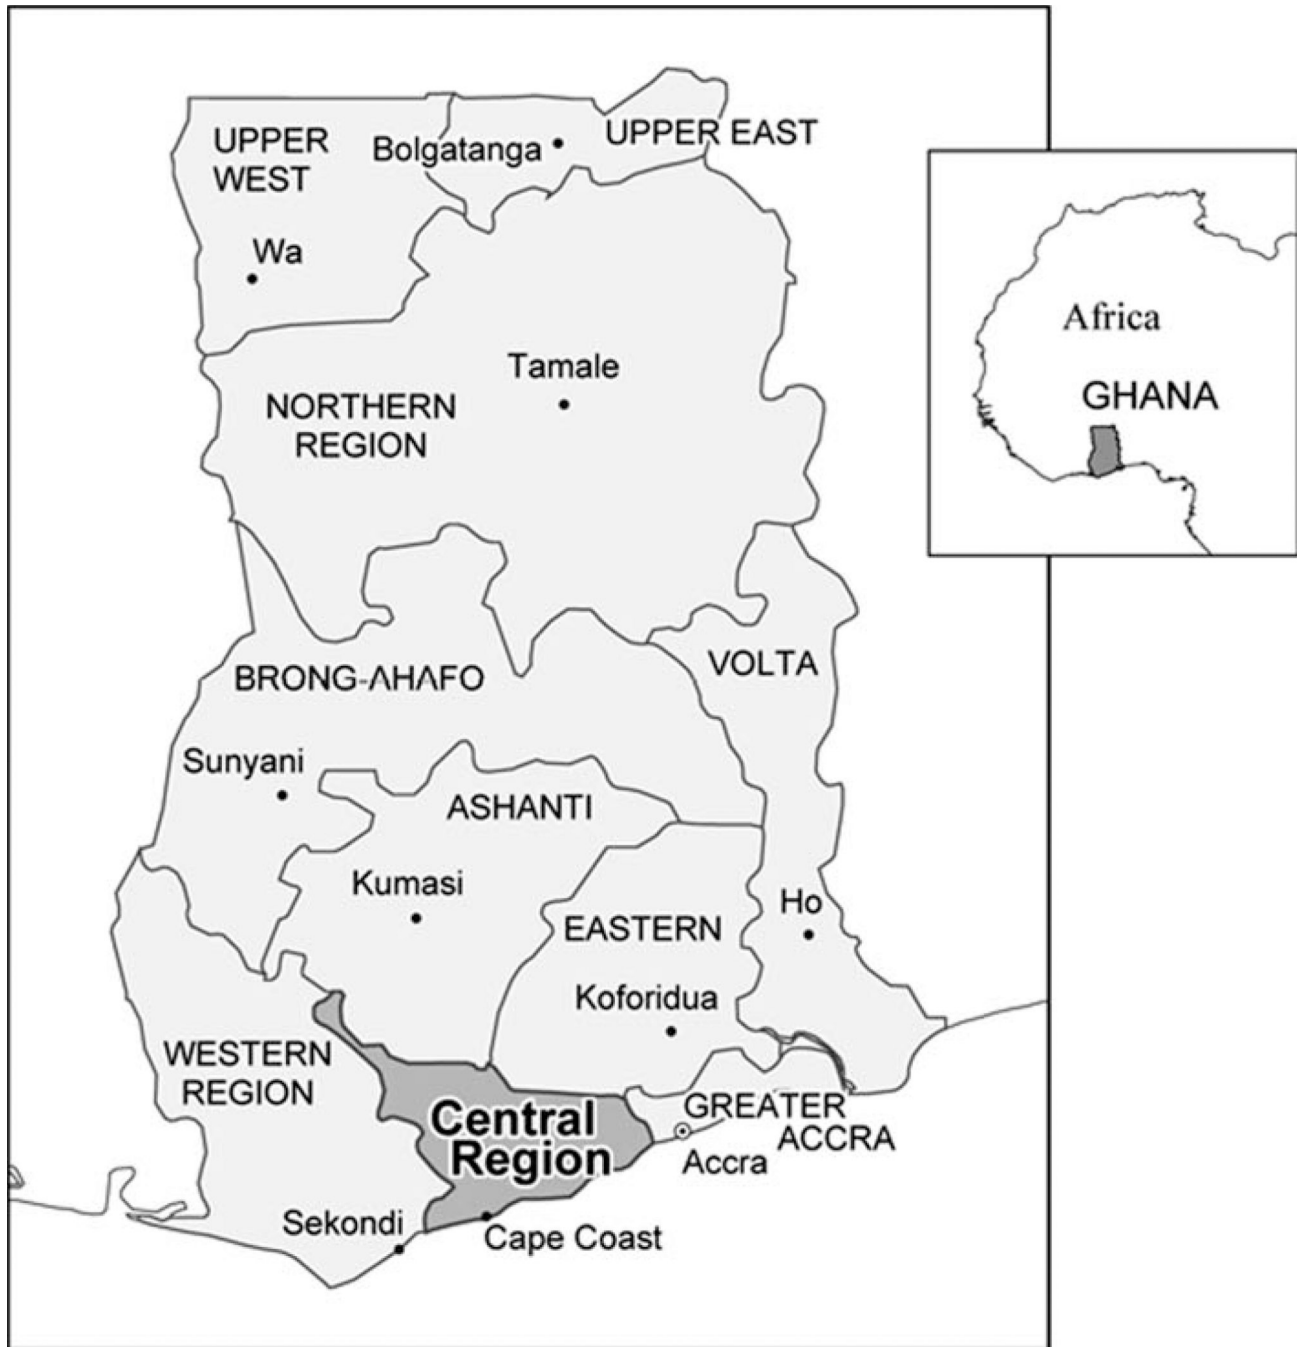 UPPER
WEST
Bolgatanga
UPPER EAST
Wa
Tamale
NORTHERN
REGION
BRONG-AHAFO
VOLTA
Sunyani
ASHANTI
Kumasi
Ho
EASTERN
Koforidua
WESTERN
REGION
Central
Region
GREATER
ACCRA
Accra
Sekondi
Cape Coast
Africa
GHANA